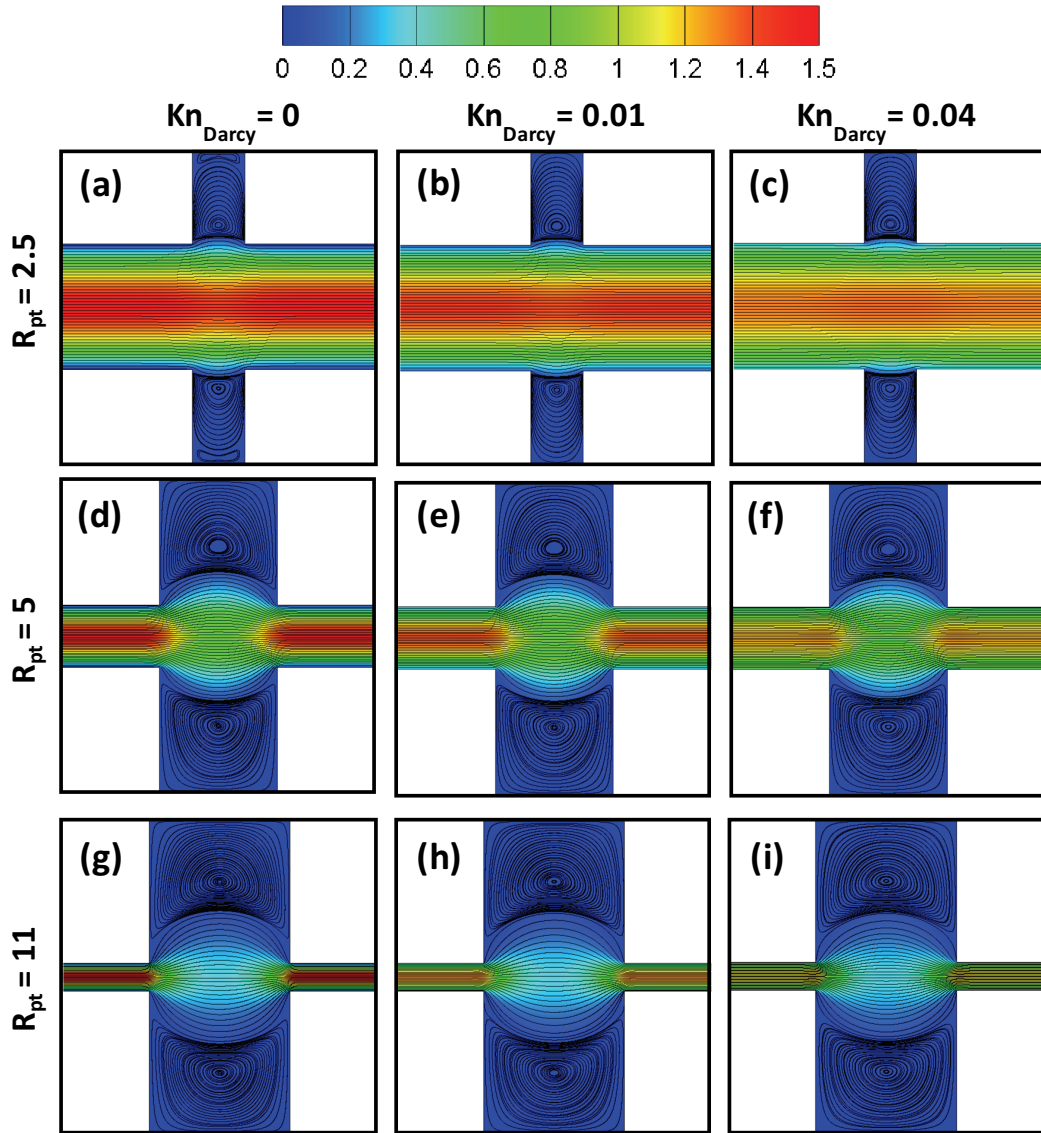 0 0.2 0.4 0.6 0.8 1 1.2 1.4 1.5
Kn_Darcy = 0 Kn_Darcy = 0.01 Kn_Darcy = 0.04
R_pt = 2.5
(a) (b) (c)
R_pt = 5
(d) (e) (f)
R_pt = 11
(g) (h) (i)